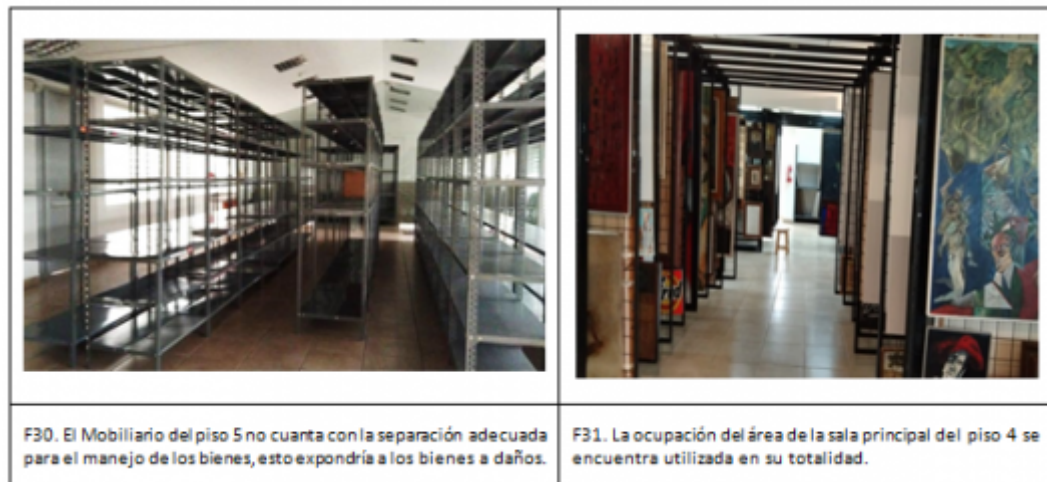 F30. El Mobiliario del piso 5 no cuanta con la separación adecuada
para el manejo de los bienes, esto expondría a los bienes a daños.
F31. La ocupación del área de la sala principal del piso 4 se
encuentra utilizada en su totalidad.